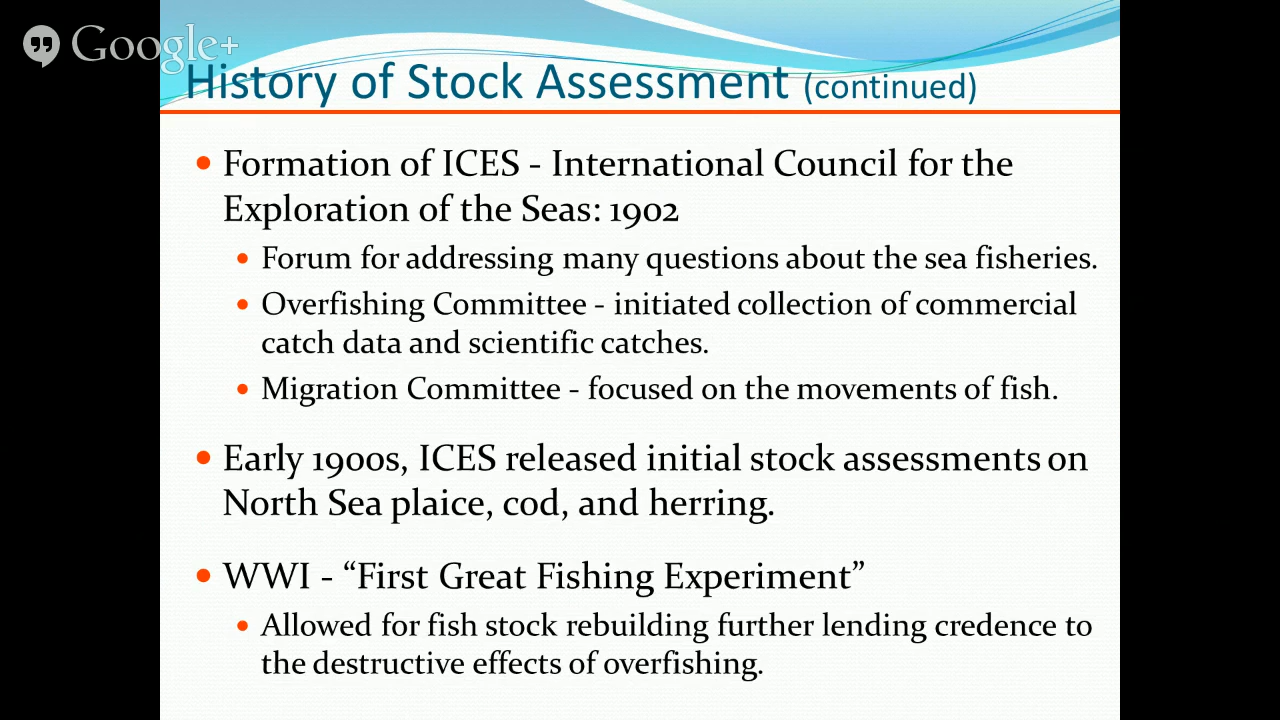 Google+
History of Stock Assessment (continued)
• Formation of ICES - International Council for the
Exploration of the Seas: 1902
• Forum for addressing many questions about the sea fisheries.
• Overfishing Committee - initiated collection of commercial
catch data and scientific catches.
• Migration Committee - focused on the movements of fish.
• Early 1900s, ICES released initial stock assessments on
North Sea plaice, cod, and herring.
• WWI - “First Great Fishing Experiment”
• Allowed for fish stock rebuilding further lending credence to
the destructive effects of overfishing.